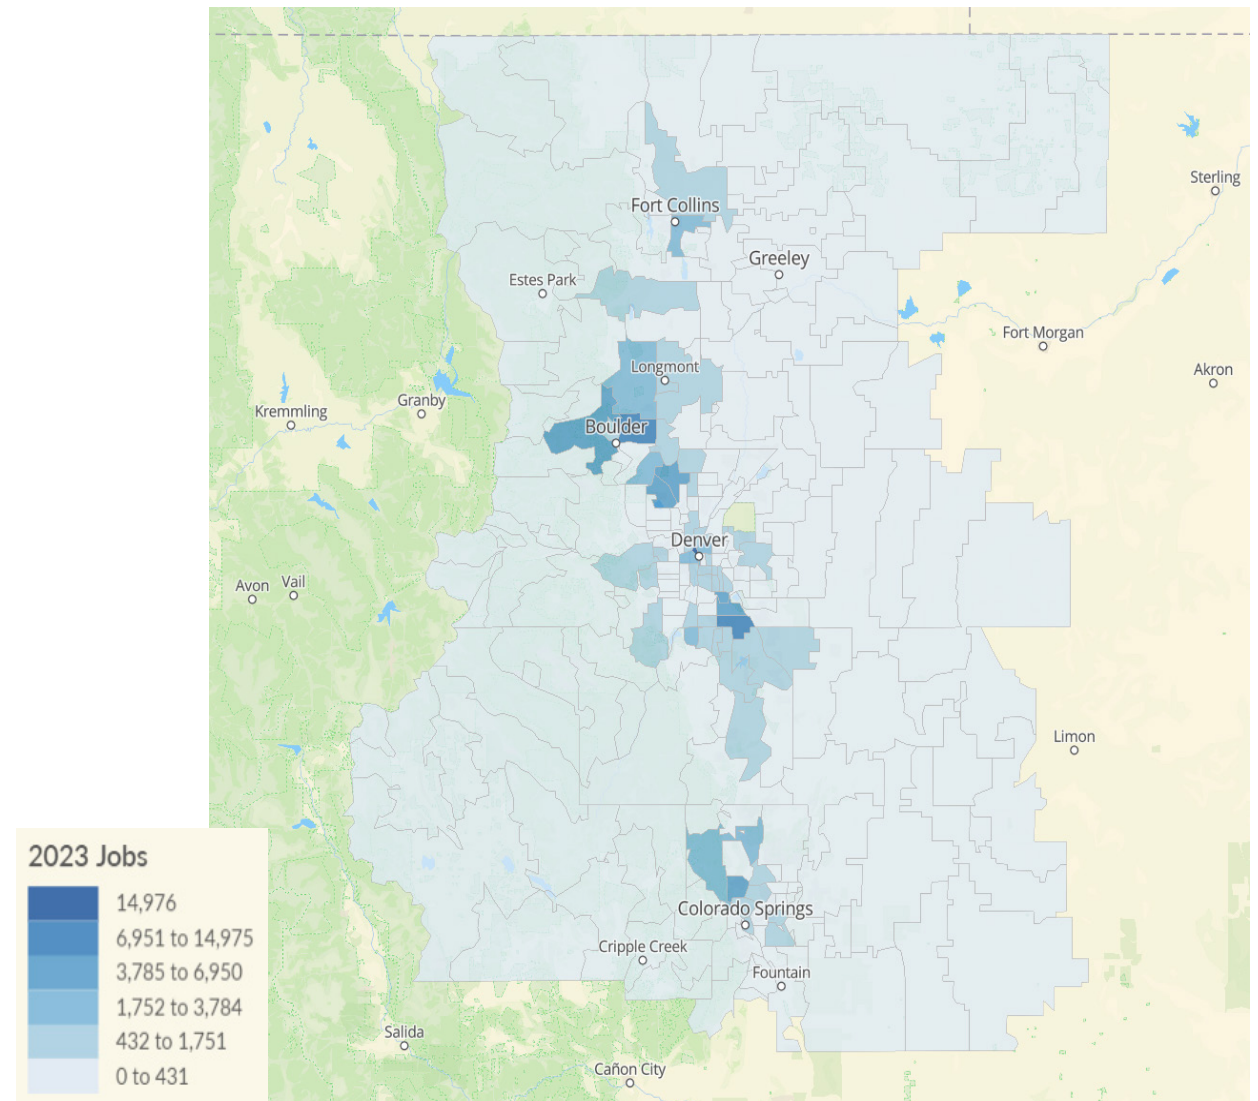 Sterling
Fort Collins
Greeley
Estes Park
Fort Morgan
Longmont
Akron
Granby
Kremmling
Boulder
Denver
Avon
Vail
Limon
2023 Jobs
14,976
6,951 to 14,975
3,785 to 6,950
1,752 to 3,784
432 to 1,751
0 to 431
Colorado Springs
Cripple Creek
Fountain
Salida
Cañon City